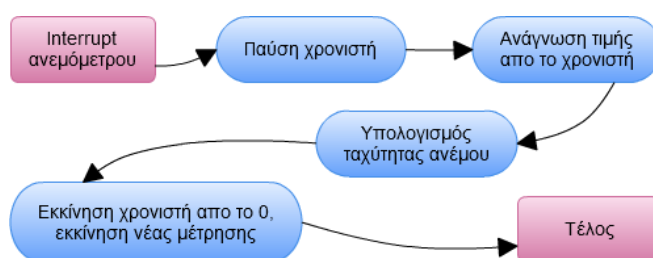 Interrupt
ανεμόμετρου
Παύση χρονιστή
Ανάγνωση τιμής
απο το χρονιστή
Υπολογισμός
ταχύτητας ανέμου
Εκκίνηση χρονιστή απο το 0,
εκκίνηση νέας μέτρησης
Τέλος